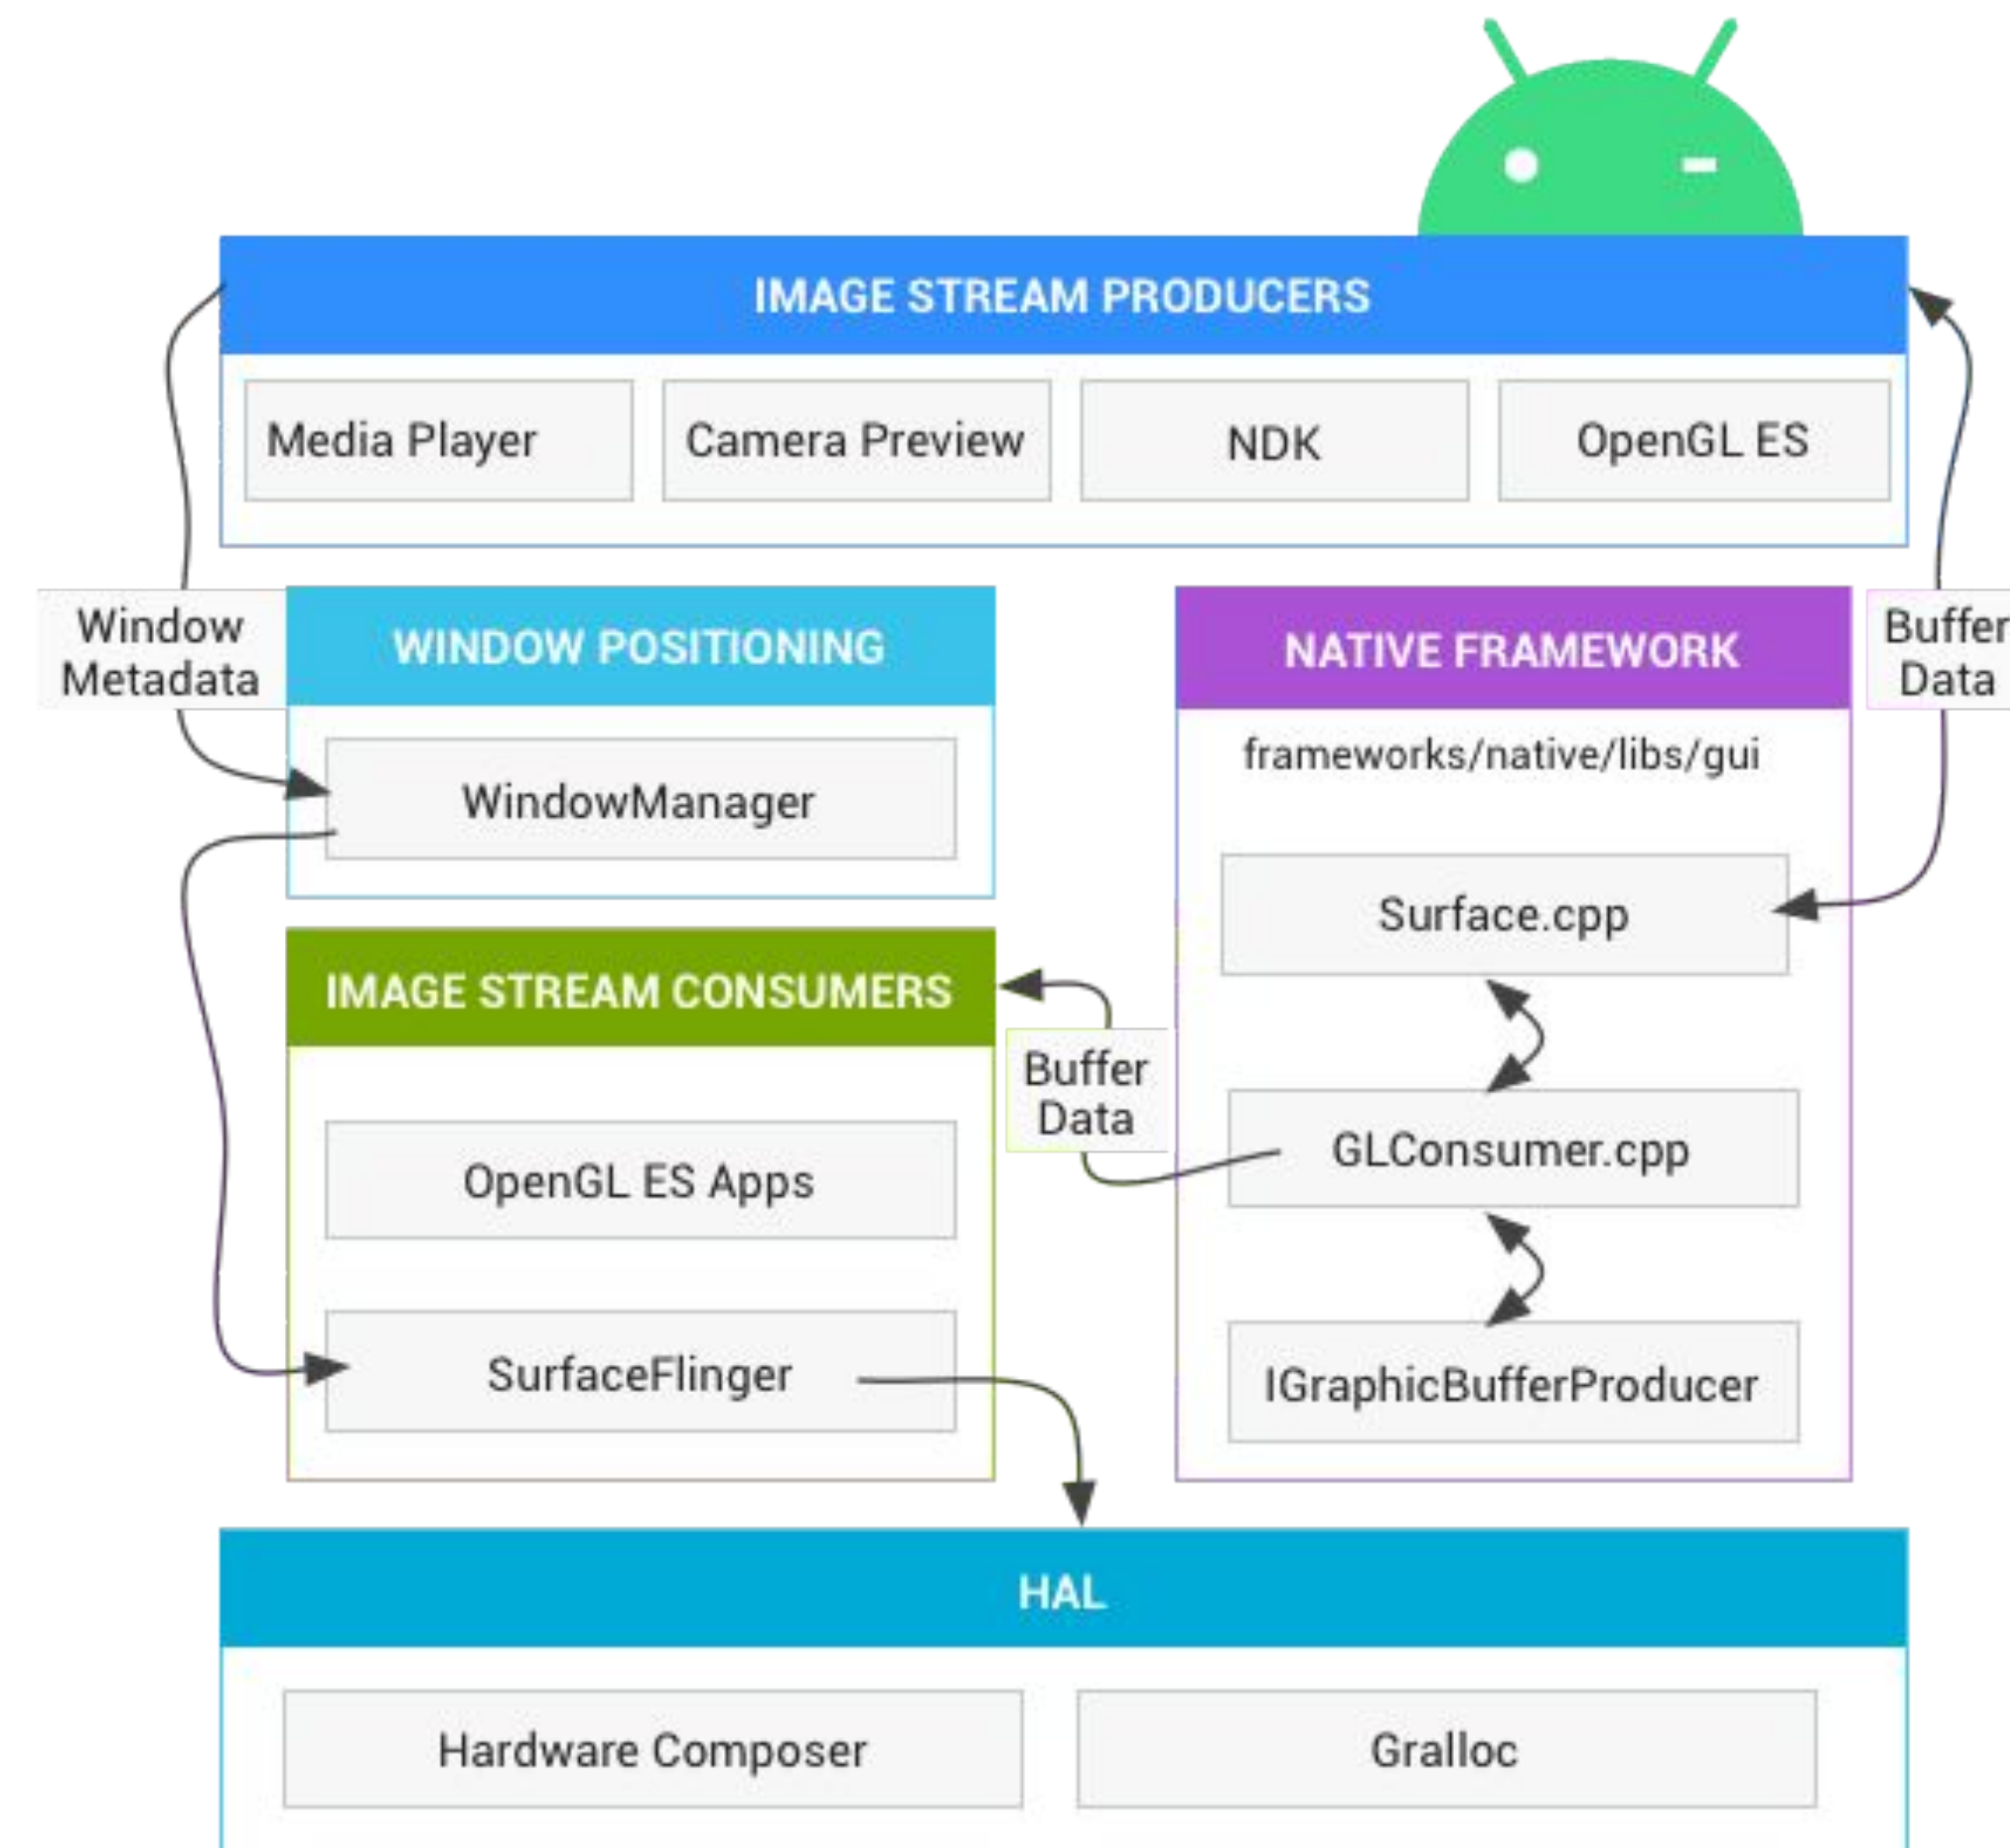 IMAGE STREAM PRODUCERS
Media Player
Camera Preview
NDK
OpenGL ES
Window
Metadata
WINDOW POSITIONING
WindowManager
NATIVE FRAMEWORK
frameworks/native/libs/gui
Buffer
Data
Surface.cpp
IMAGE STREAM CONSUMERS
Buffer
Data
OpenGL ES Apps
GLConsumer.cpp
SurfaceFlinger
IGraphicBufferProducer
HAL
Hardware Composer
Gralloc